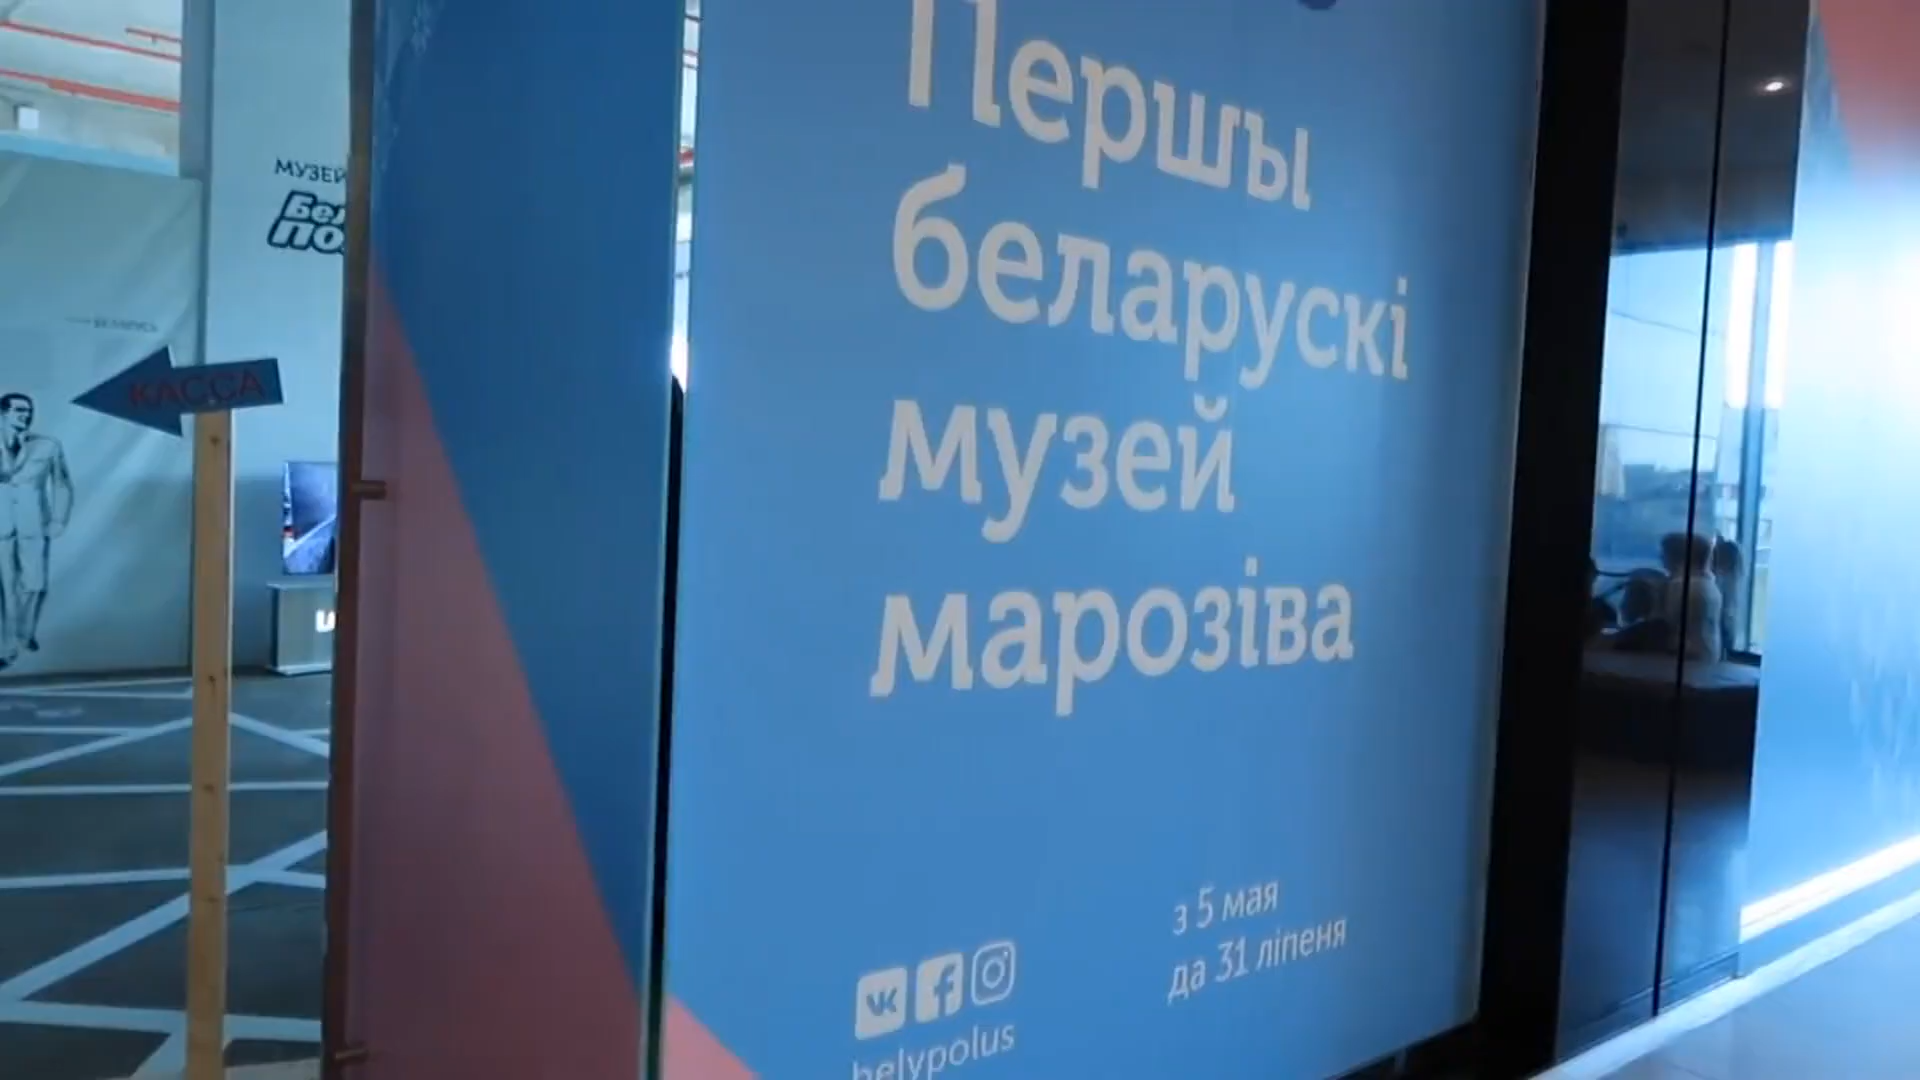 МУЗЕЙ
КАССА
Першы
беларускі
музей
марозіва
з 5 мая
да 31 ліпеня
belypolus